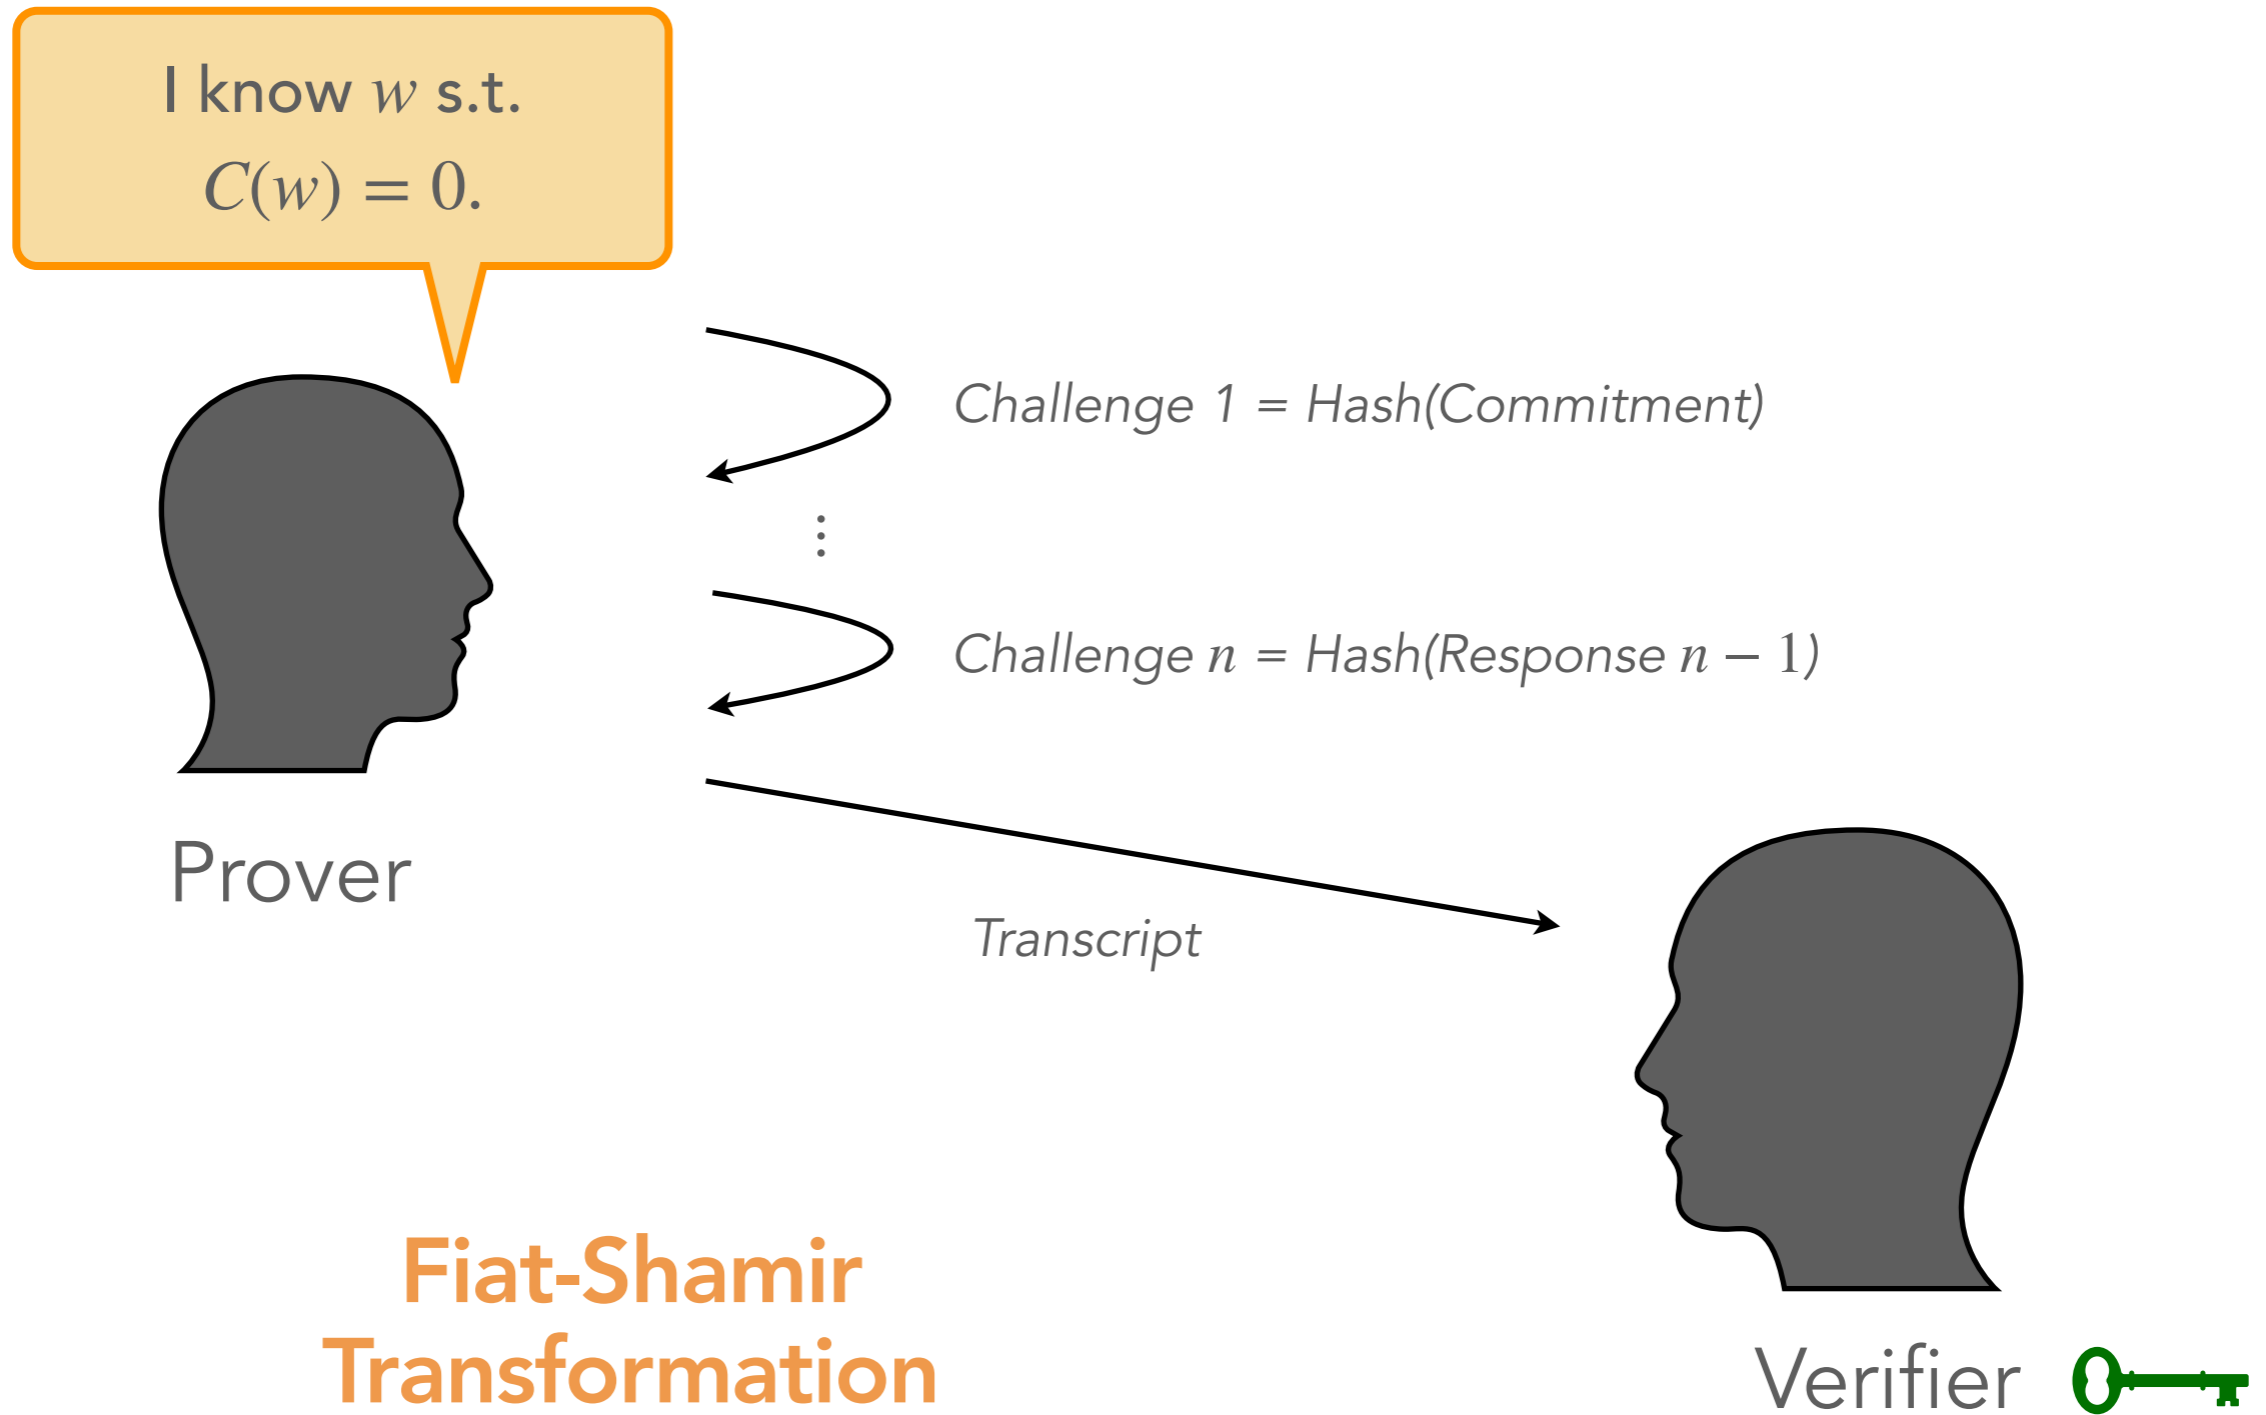 I know w s.t.
C(w) = 0.
Challenge 1 = Hash(Commitment)
⋮
Challenge n = Hash(Response n − 1)
Prover
Transcript
Fiat-Shamir
Transformation
Verifier